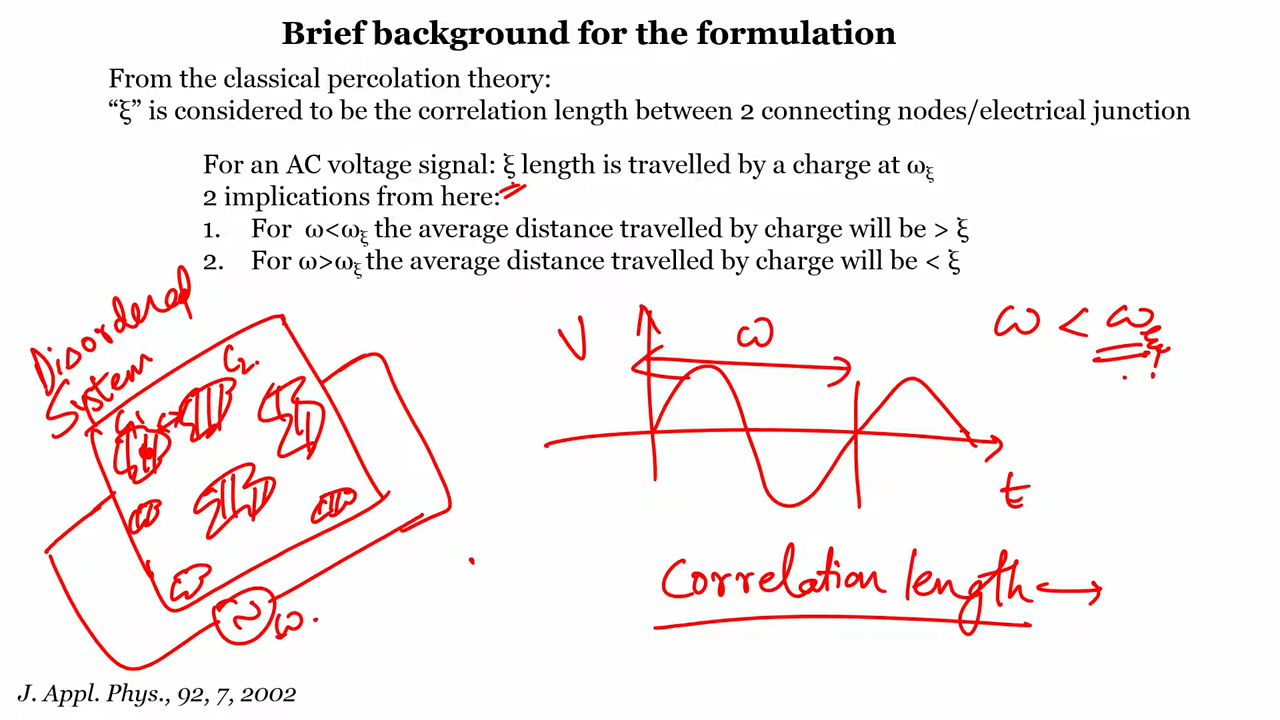 Brief background for the formulation
From the classical percolation theory:
“ξ” is considered to be the correlation length between 2 connecting nodes/electrical junction
For an AC voltage signal: ξ length is travelled by a charge at ωξ
2 implications from here:
1. For ω<ωξ the average distance travelled by charge will be > ξ
2. For ω>ωξ the average distance travelled by charge will be < ξ
Disordered
System
C1
C2.
ω.
V
ω
t
ω < ωξ
Correlation length
J. Appl. Phys., 92, 7, 2002